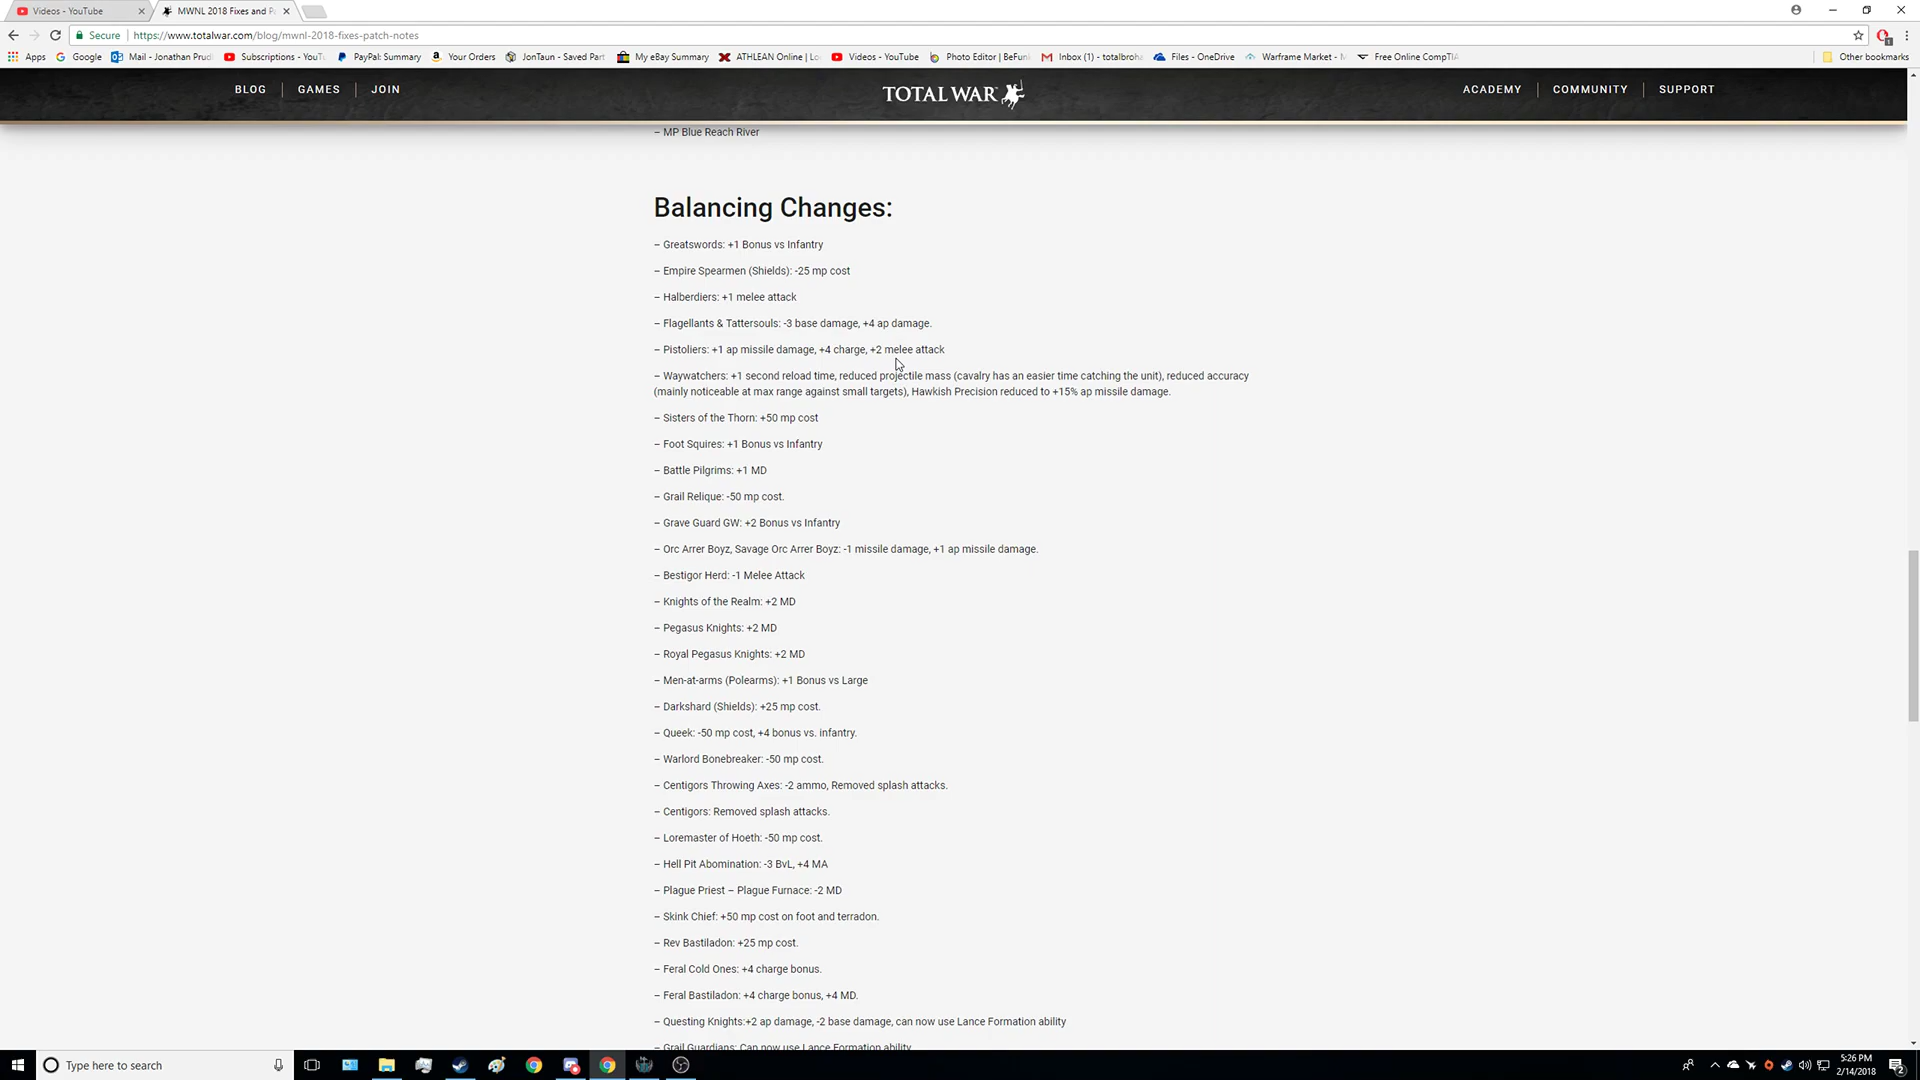 Videos - YouTube
MWNL 2018 Fixes and P
Secure
https://www.totalwar.com/blog/mwnl-2018-fixes-patch-notes
1
Apps
Google
Mail - Jonathan Prud
Subscriptions - YouT
PayPal: Summary
Your Orders
JonTaun - Saved Part
My eBay Summary
ATHLEAN Online | Lo
Videos - YouTube
Photo Editor | BeFun
Inbox (1) - totalbroha
Files - OneDrive
Warframe Market - M
Free Online CompTIA
Other bookmarks
BLOG
GAMES
JOIN
TOTAL WAR
ACADEMY
COMMUNITY
SUPPORT
– MP Blue Reach River
Balancing Changes:
– Greatswords: +1 Bonus vs Infantry
– Empire Spearmen (Shields): -25 mp cost
– Halberdiers: +1 melee attack
– Flagellants & Tattersouls: -3 base damage, +4 ap damage.
– Pistoliers: +1 ap missile damage, +4 charge, +2 melee attack
– Waywatchers: +1 second reload time, reduced projectile mass (cavalry has an easier time catching the unit), reduced accuracy
(mainly noticeable at max range against small targets), Hawkish Precision reduced to +15% ap missile damage.
– Sisters of the Thorn: +50 mp cost
– Foot Squires: +1 Bonus vs Infantry
– Battle Pilgrims: +1 MD
– Grail Relique: -50 mp cost.
– Grave Guard GW: +2 Bonus vs Infantry
– Orc Arrer Boyz, Savage Orc Arrer Boyz: -1 missile damage, +1 ap missile damage.
– Bestigor Herd: -1 Melee Attack
– Knights of the Realm: +2 MD
– Pegasus Knights: +2 MD
– Royal Pegasus Knights: +2 MD
– Men-at-arms (Polearms): +1 Bonus vs Large
– Darkshard (Shields): +25 mp cost.
– Queek: -50 mp cost, +4 bonus vs. infantry.
– Warlord Bonebreaker: -50 mp cost.
– Centigors Throwing Axes: -2 ammo, Removed splash attacks.
– Centigors: Removed splash attacks.
– Loremaster of Hoeth: -50 mp cost.
– Hell Pit Abomination: -3 BvL, +4 MA
– Plague Priest – Plague Furnace: -2 MD
– Skink Chief: +50 mp cost on foot and terradon.
– Rev Bastiladon: +25 mp cost.
– Feral Cold Ones: +4 charge bonus.
– Feral Bastiladon: +4 charge bonus, +4 MD.
– Questing Knights:+2 ap damage, -2 base damage, can now use Lance Formation ability
– Grail Guardians: Can now use Lance Formation ability
Type here to search
5:26 PM
2/14/2018
2